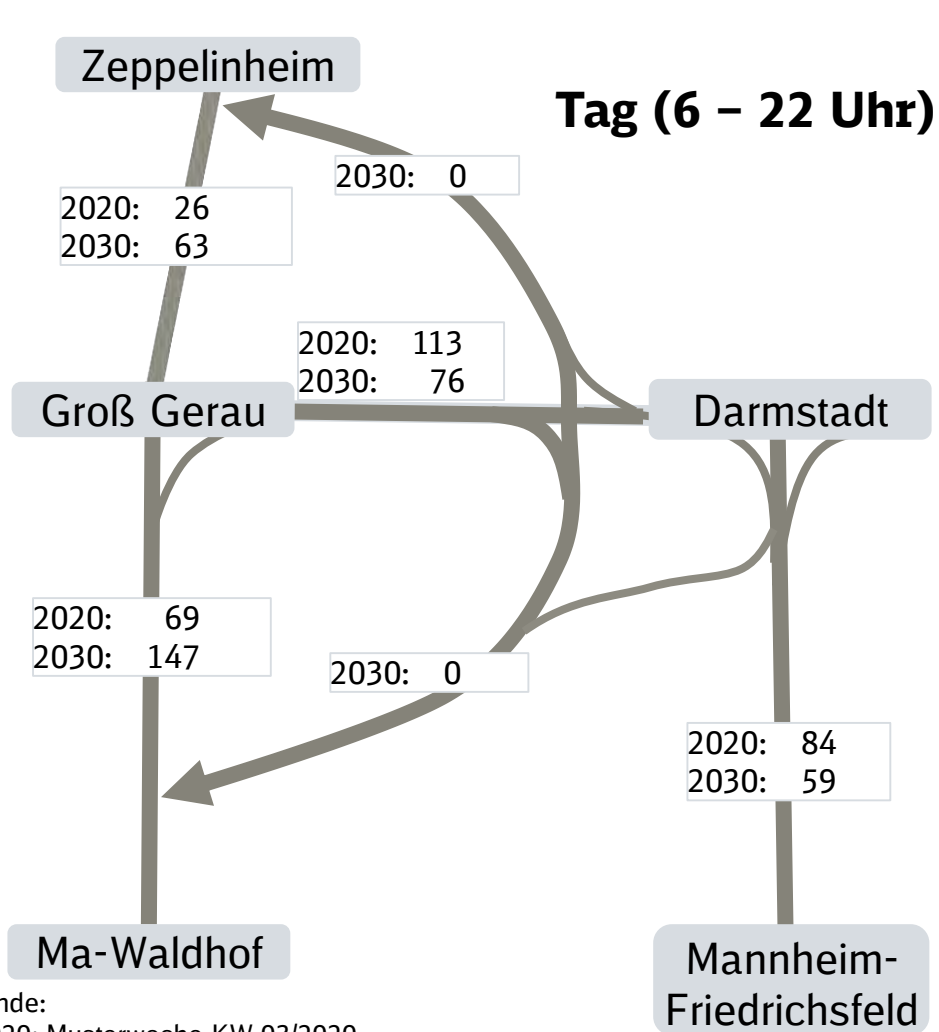 Zeppelinheim
Tag (6 – 22 Uhr)
2030: 0
2020: 26
2030: 63
2020: 113
2030: 76
Groß Gerau
Darmstadt
2020: 69
2030: 147
2030: 0
2020: 84
2030: 59
Ma-Waldhof
Mannheim-
Friedrichsfeld
nde: